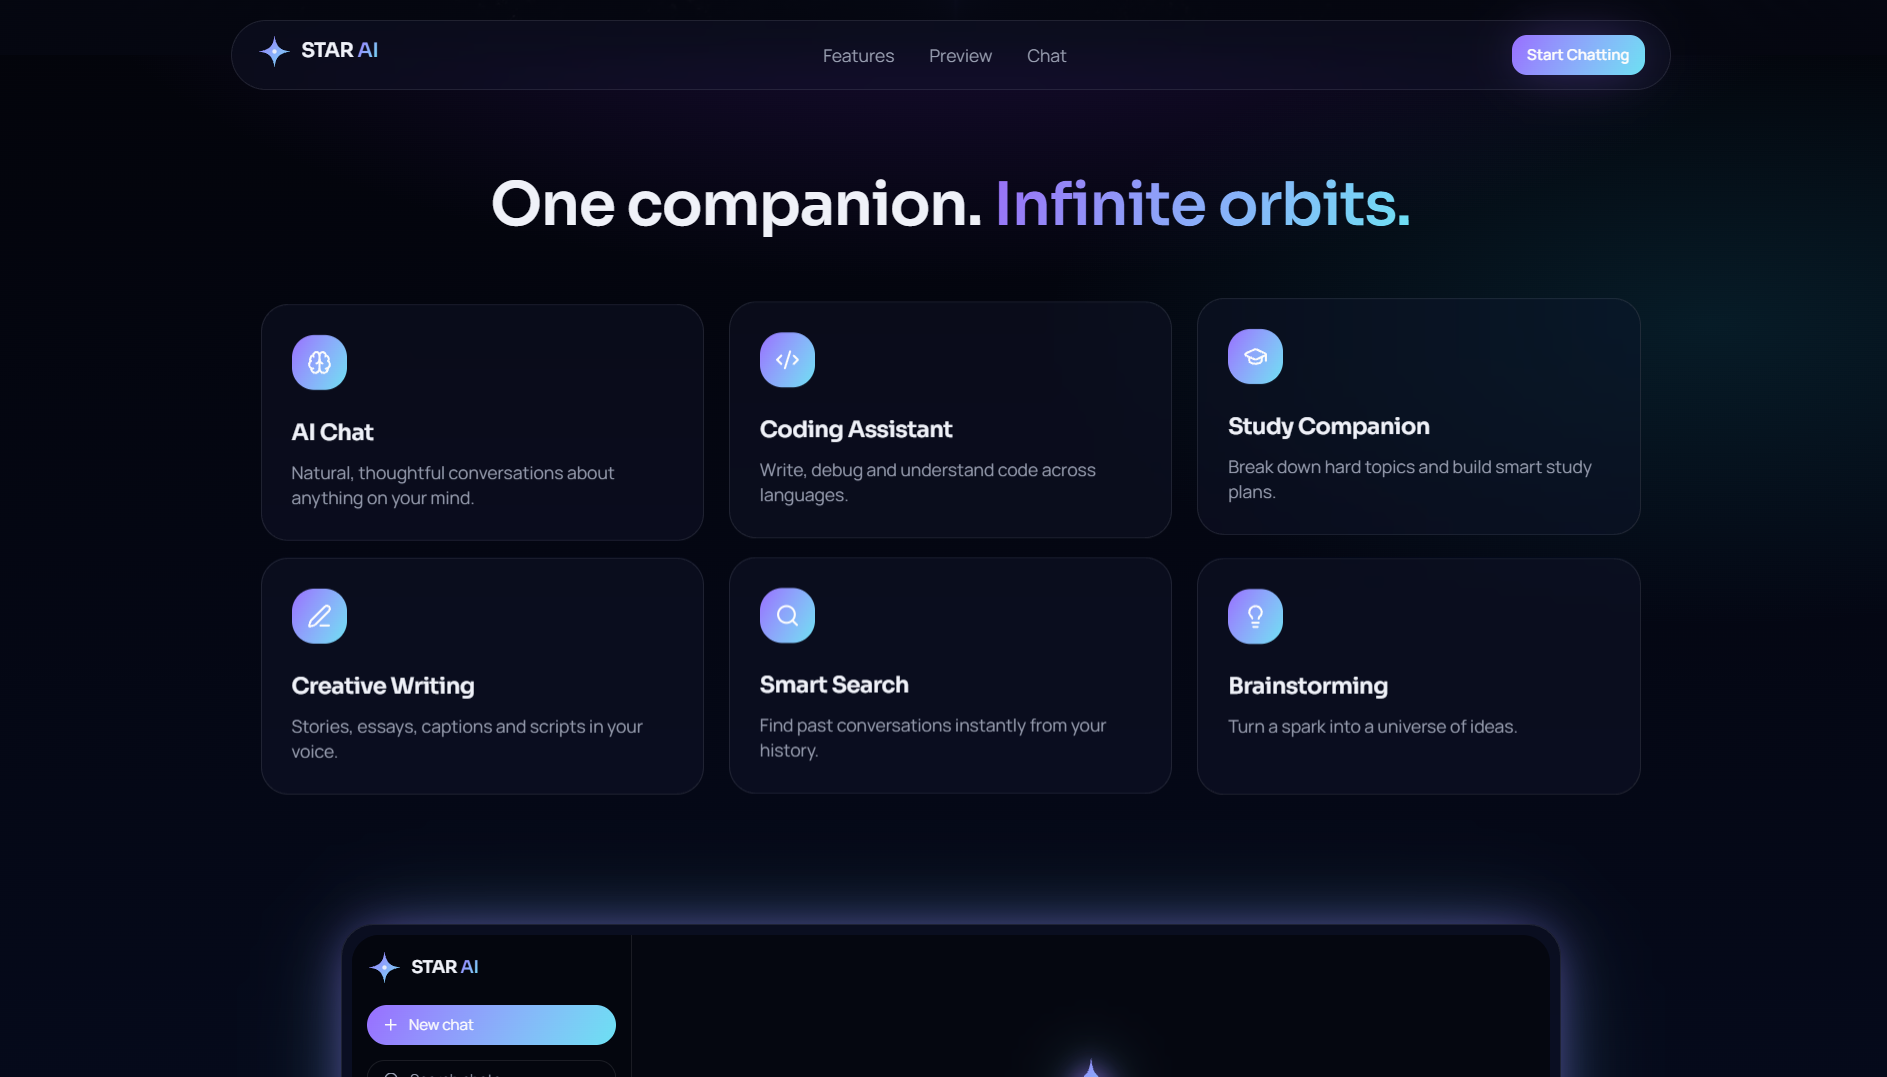 STAR AI
Features
Preview
Chat
Start Chatting
One companion. Infinite orbits.
AI Chat
Natural, thoughtful conversations about
anything on your mind.
Coding Assistant
Write, debug and understand code across
languages.
Study Companion
Break down hard topics and build smart study
plans.
Creative Writing
Stories, essays, captions and scripts in your
voice.
Smart Search
Find past conversations instantly from your
history.
Brainstorming
Turn a spark into a universe of ideas.
STAR AI
New chat